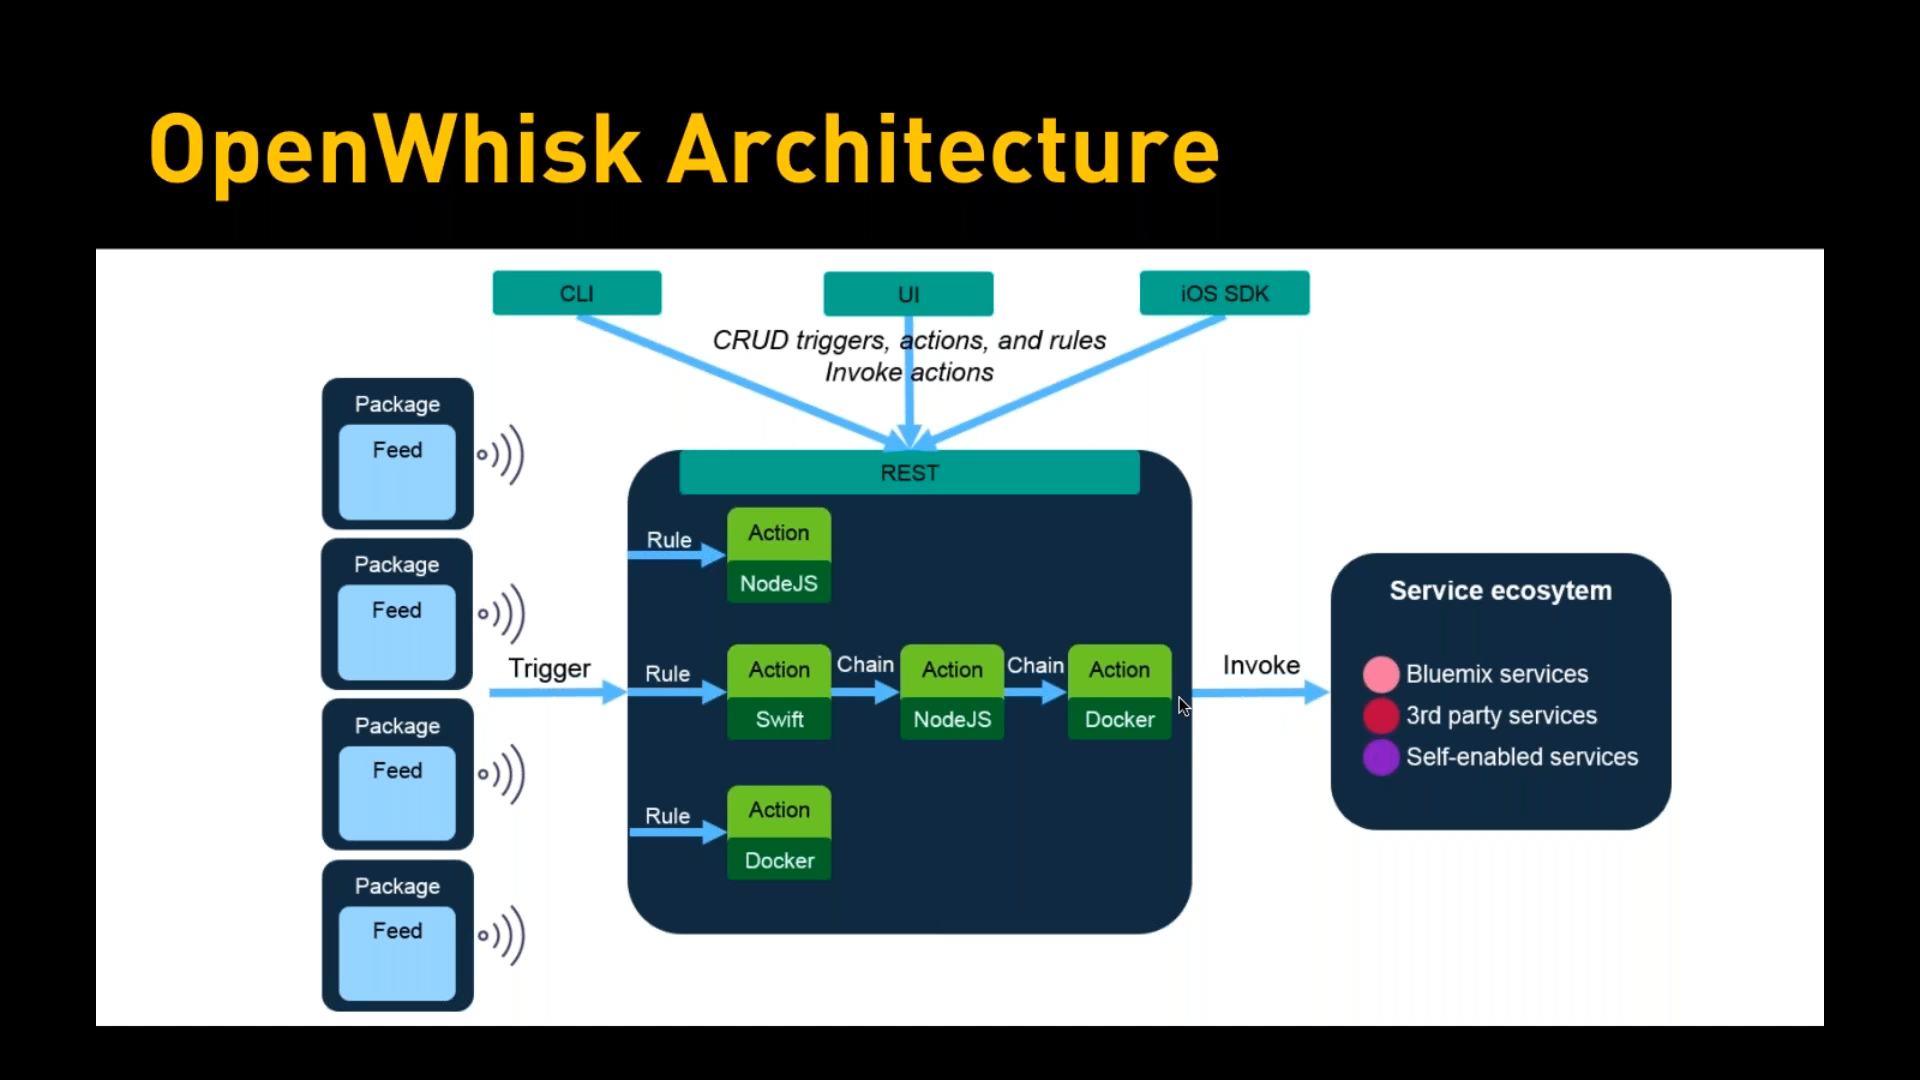 OpenWhisk Architecture
CLI
UI
iOS SDK
CRUD triggers, actions, and rules
Invoke actions
Package
Feed
Package
Feed
Package
Feed
Package
Feed
Trigger
REST
Rule
Action
NodeJS
Rule
Action
Swift
Chain
Action
NodeJS
Chain
Action
Docker
Rule
Action
Docker
Invoke
Service ecosytem
Bluemix services
3rd party services
Self-enabled services